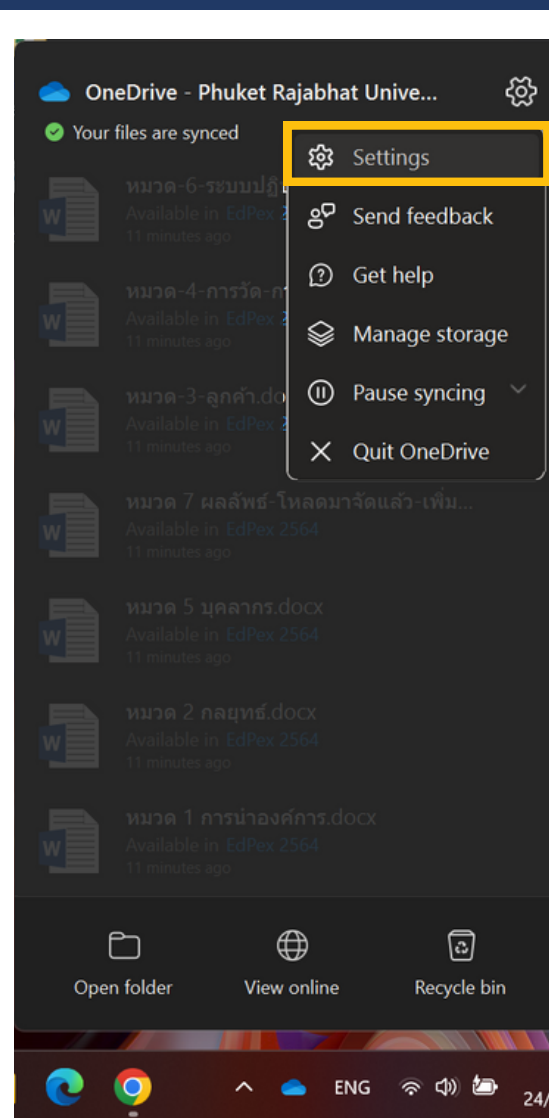 OneDrive - Phuket Rajabhat Unive...
Your files are synced
Settings
Send feedback
Get help
Manage storage
Pause syncing
Quit OneDrive
หมวด-6-ระบบปฏิ
Available in EdPex
11 minutes ago
หมวด-4-การวัด-ก
Available in EdPex
11 minutes ago
หมวด-3-ลูกค้า.do
Available in EdPex
11 minutes ago
หมวด 7 ผลลัพธ์-โหลดมาจัดแล้ว-เพิ่ม...
Available in EdPex 2564
11 minutes ago
หมวด 5 บุคลากร.docx
Available in EdPex 2564
11 minutes ago
หมวด 2 กลยุทธ์.docx
Available in EdPex 2564
11 minutes ago
หมวด 1 การนำองค์การ.docx
Available in EdPex 2564
11 minutes ago
Open folder
View online
Recycle bin
ENG
24/